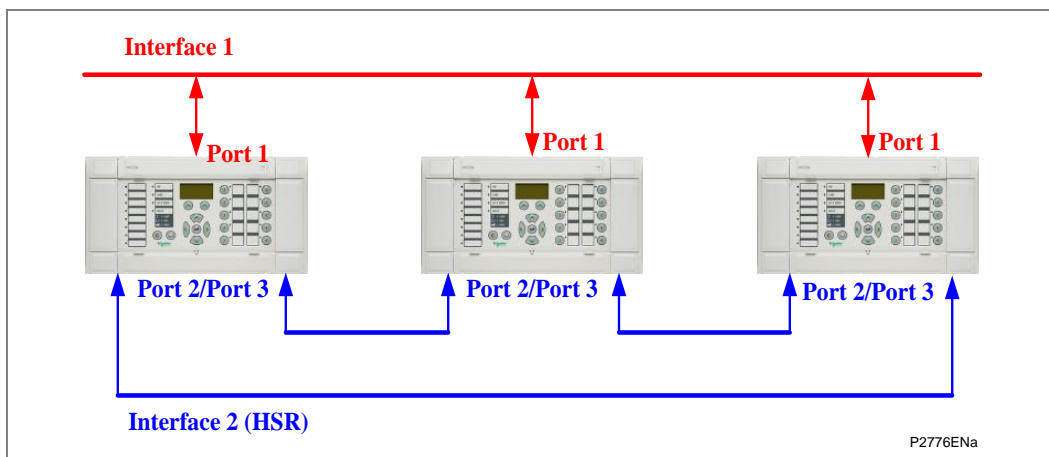 Interface 1
Port 1
Port 1
Port 1
Port 2/Port 3
Port 2/Port 3
Port 2/Port 3
Interface 2 (HSR)
P2776ENa